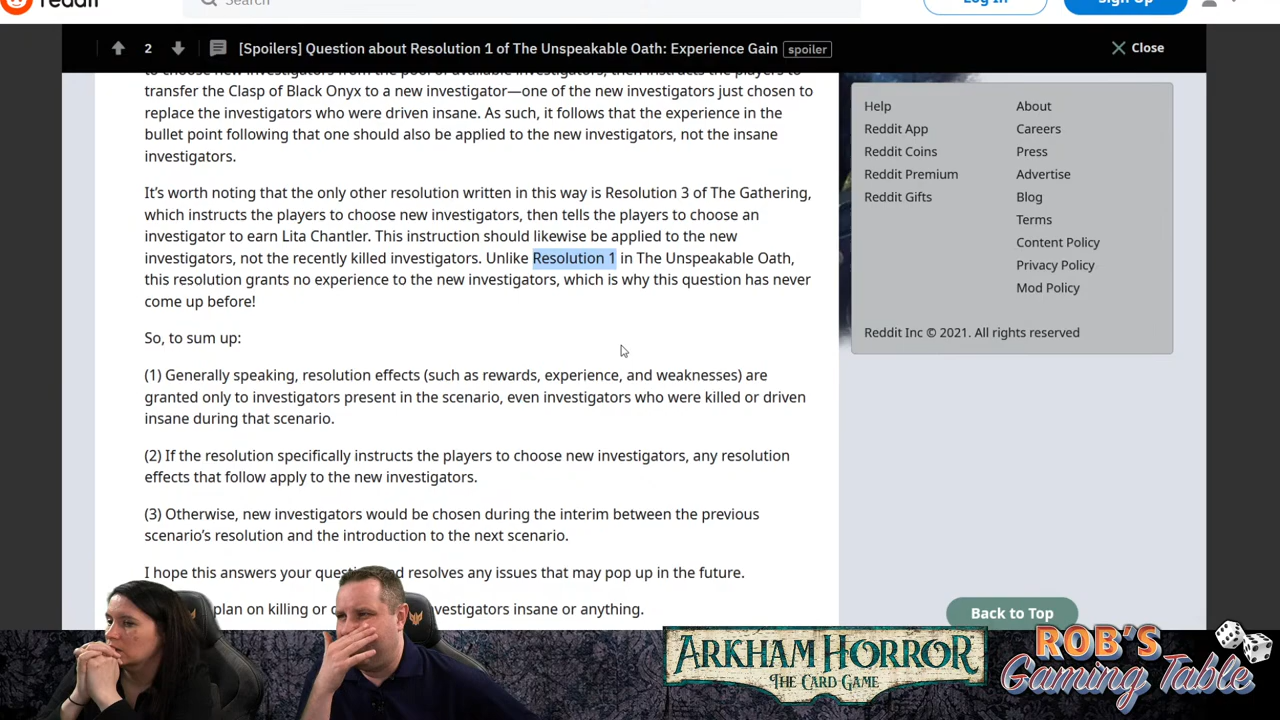 reddit
Search
Log In
Sign Up
2
[Spoilers] Question about Resolution 1 of The Unspeakable Oath: Experience Gain
spoiler
Close
to choose new investigators from the pool of available investigators, then instructs the players to
transfer the Clasp of Black Onyx to a new investigator—one of the new investigators just chosen to
replace the investigators who were driven insane. As such, it follows that the experience in the
bullet point following that one should also be applied to the new investigators, not the insane
investigators.
It’s worth noting that the only other resolution written in this way is Resolution 3 of The Gathering,
which instructs the players to choose new investigators, then tells the players to choose an
investigator to earn Lita Chantler. This instruction should likewise be applied to the new
investigators, not the recently killed investigators. Unlike Resolution 1 in The Unspeakable Oath,
this resolution grants no experience to the new investigators, which is why this question has never
come up before!
So, to sum up:
(1) Generally speaking, resolution effects (such as rewards, experience, and weaknesses) are
granted only to investigators present in the scenario, even investigators who were killed or driven
insane during that scenario.
(2) If the resolution specifically instructs the players to choose new investigators, any resolution
effects that follow apply to the new investigators.
(3) Otherwise, new investigators would be chosen during the interim between the previous
scenario’s resolution and the introduction to the next scenario.
I hope this answers your resolves any issues that may pop up in the future.
plan on killing or insane or anything.
Help
Reddit App
Reddit Coins
Reddit Premium
Reddit Gifts
About
Careers
Press
Advertise
Blog
Terms
Content Policy
Privacy Policy
Mod Policy
Reddit Inc © 2021. All rights reserved
Back to Top
ARKHAM HORROR
THE CARD GAME
ROB'S
Gaming Table